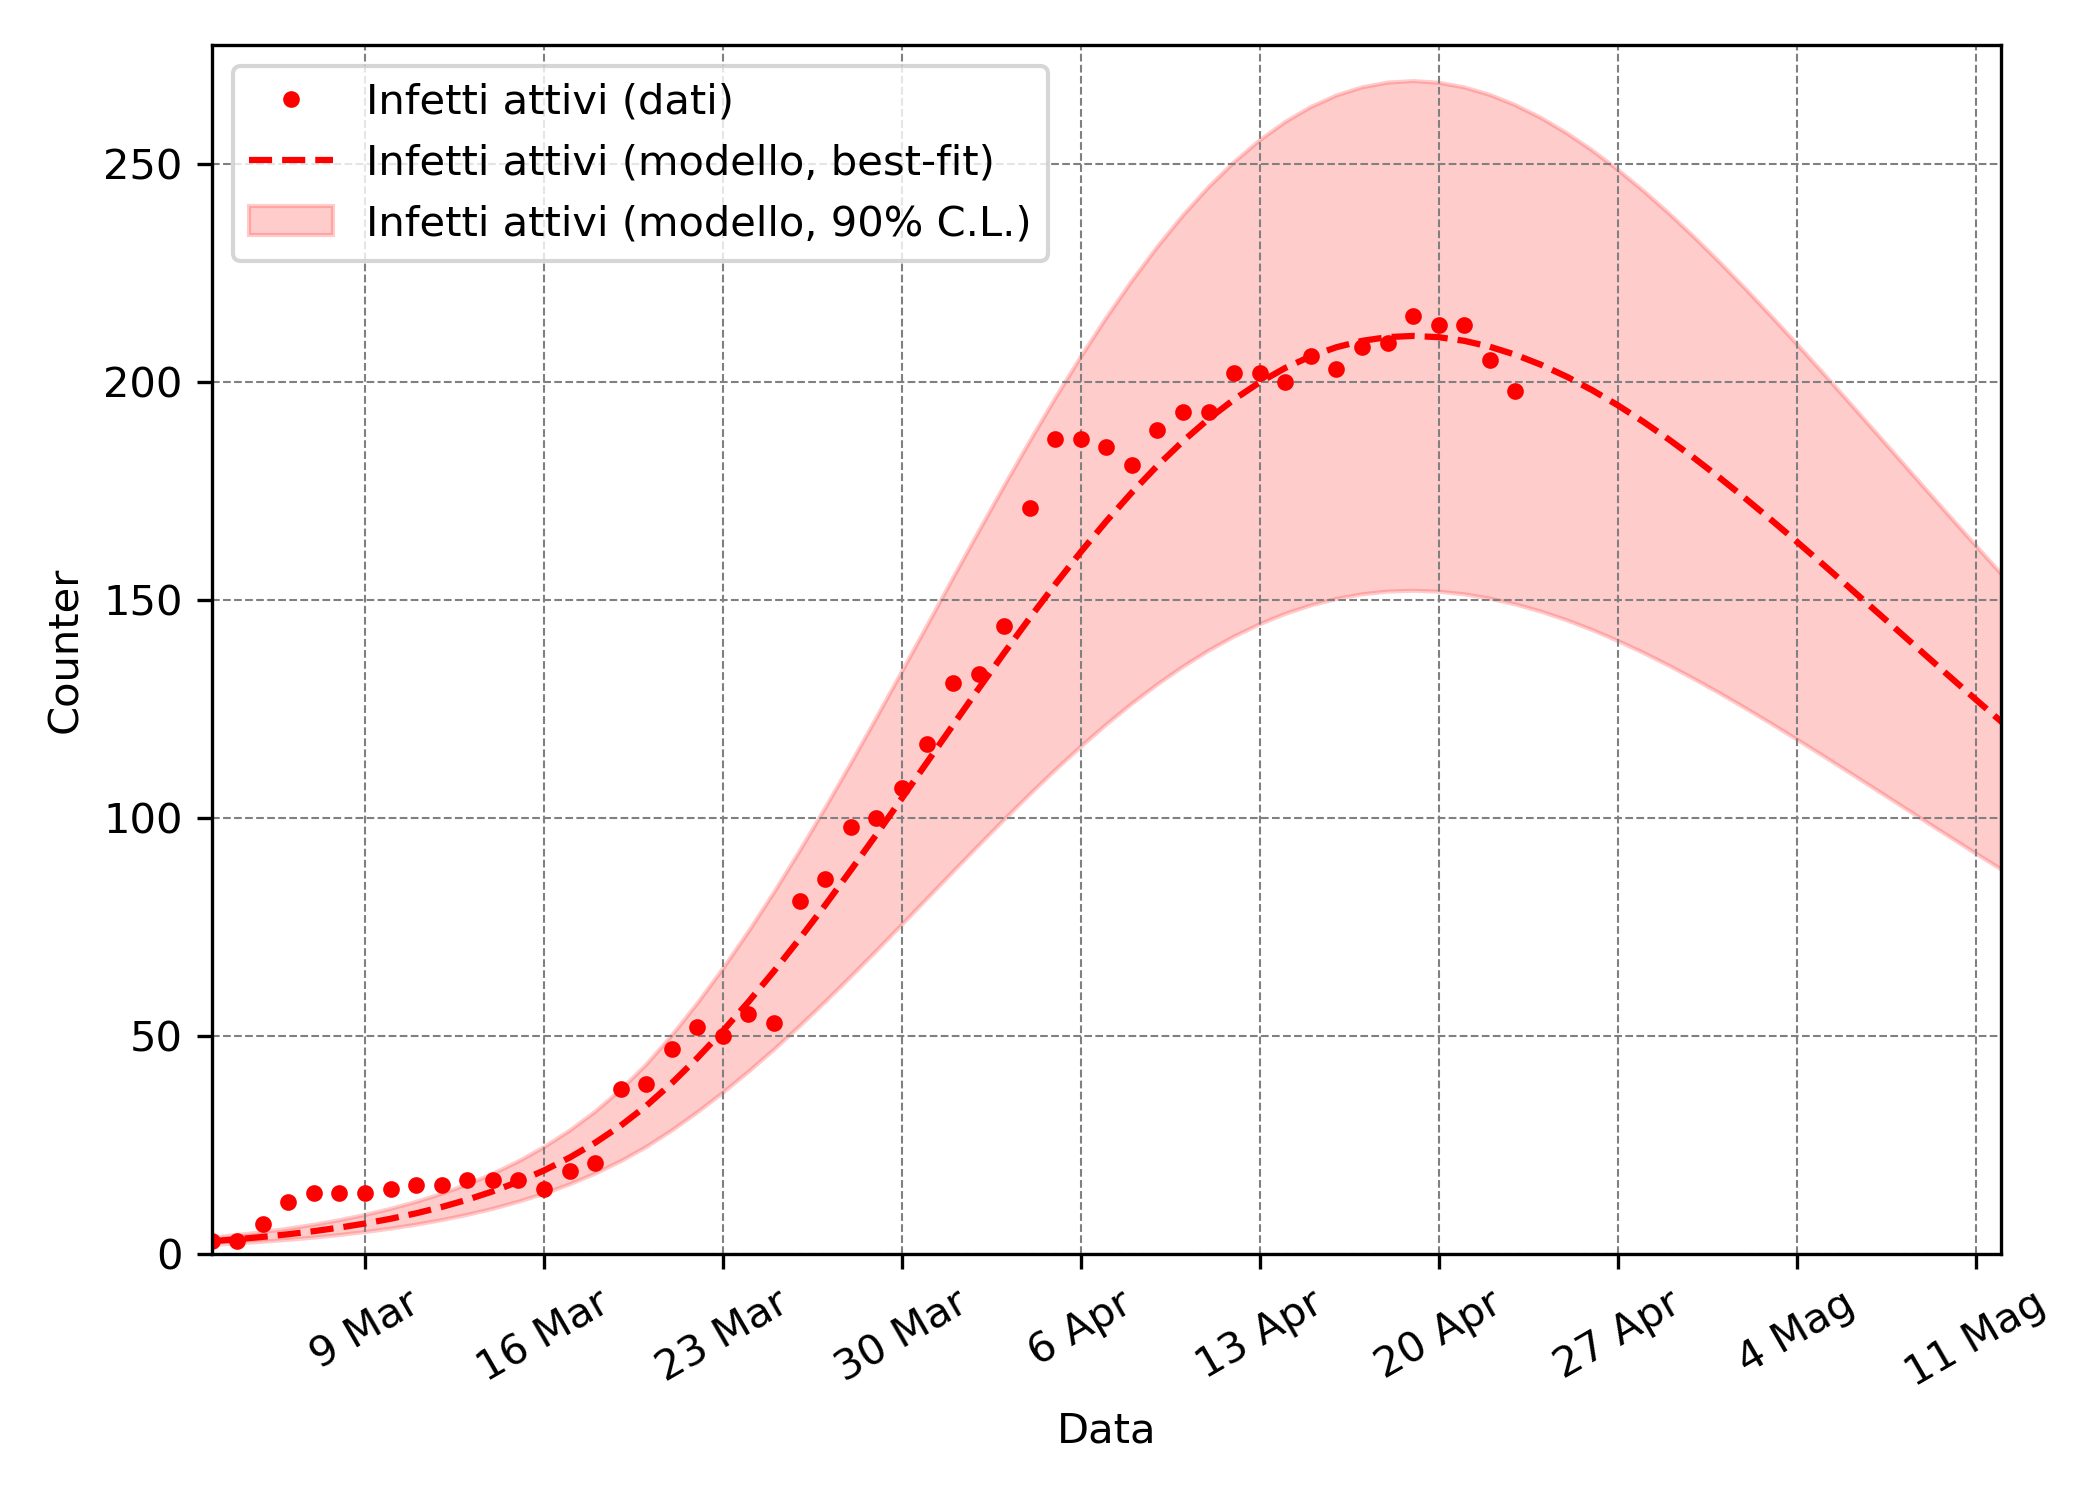 Infetti attivi (dati)
Infetti attivi (modello, best-fit)
Infetti attivi (modello, 90% C.L.)
250
200
150
100
50
0
Counter
9 Mar
16 Mar
23 Mar
30 Mar
6 Apr
13 Apr
20 Apr
27 Apr
4 Mag
11 Mag
Data